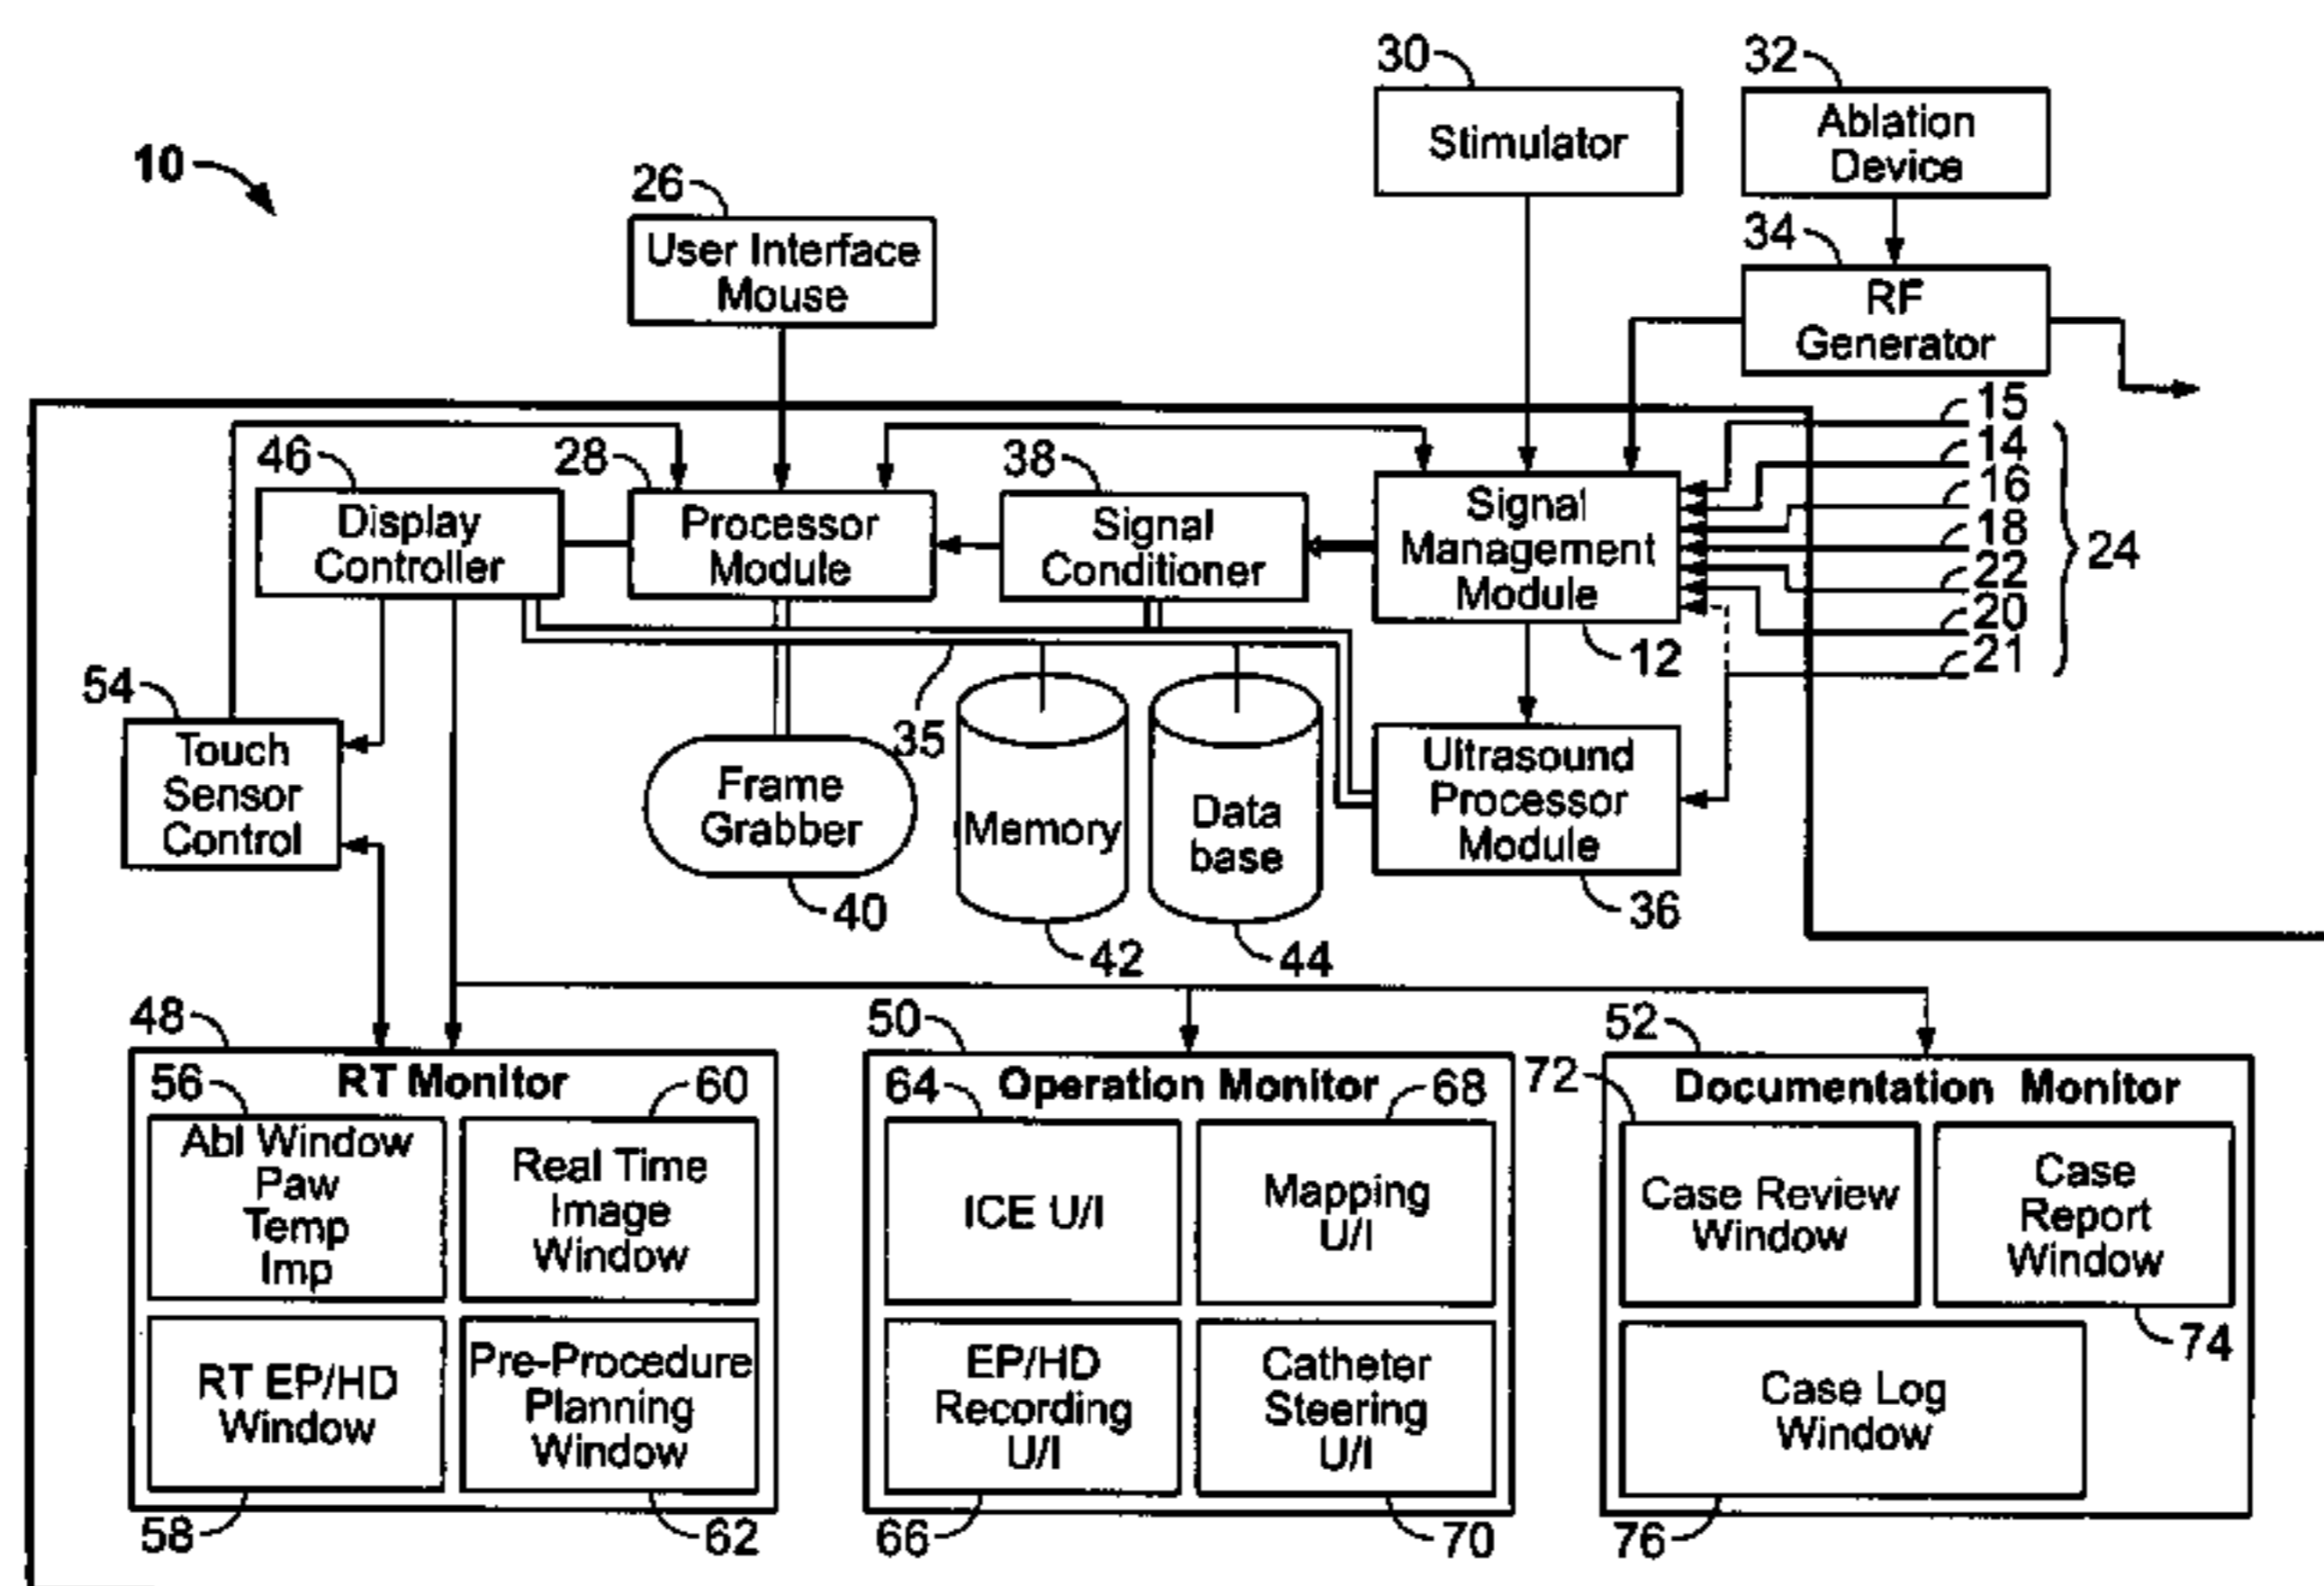 30
32
Stimulator
Ablation
Device
10
26
User Interface
Mouse
34
RF
Generator
15
14
16
18
22
20
21
24
46
Display
Controller
28
Processor
Module
38
Signal
Conditioner
Signal
Management
Module
12
54
Touch
Sensor
Control
35
Frame
Grabber
40
Memory
42
Data
base
44
Ultrasound
Processor
Module
36
48
RT Monitor
56
60
Abl Window
Paw
Temp
Imp
Real Time
Image
Window
RT EP/HD
Window
Pre-Procedure
Planning
Window
58
62
50
64
Operation Monitor
68
ICE U/I
Mapping
U/I
EP/HD
Recording
U/I
Catheter
Steering
U/I
66
70
52
72
Documentation Monitor
Case Review
Window
Case
Report
Window
74
Case Log
Window
76